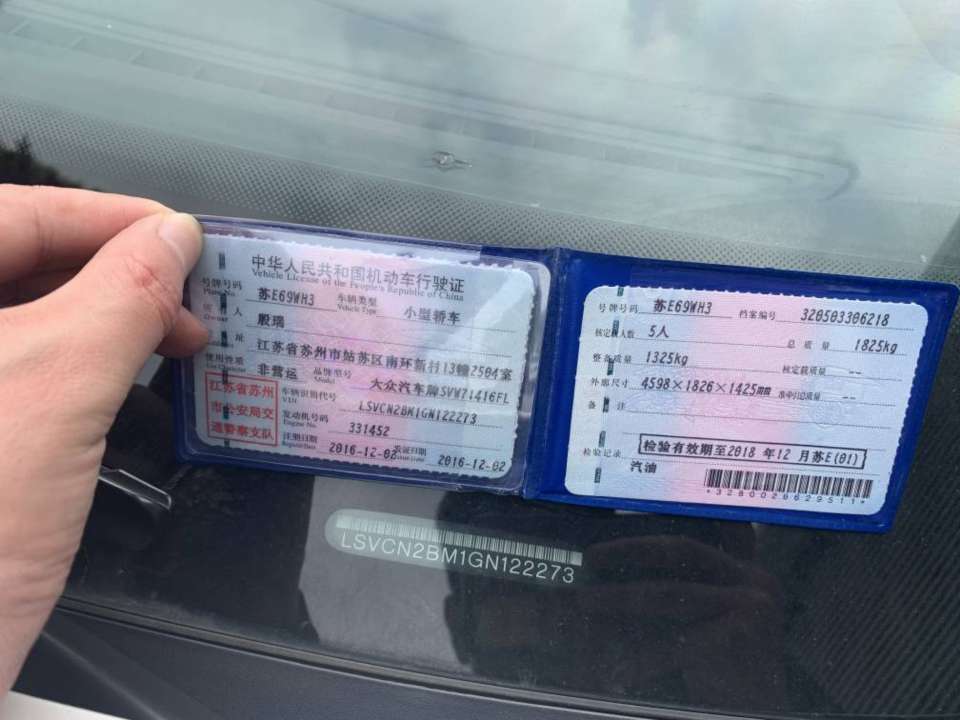 中华人民共和国机动车行驶证
Vehicle License of the People's Republic of China
号牌号码 苏E69WH3 车辆类型 小型轿车
Plate No. Vehicle Type
所有人 殷瑞
Owner
址 江苏省苏州市姑苏区南环新村13幢2504室
使用性质 非营运 品牌型号 大众汽车牌SVW71416FL
Use Character Model
江苏省苏州
市公安局交
通警察支队
车辆识别代号 LSVCN2BM1GN122273
VIN
发动机号码 331452
Engine No.
注册日期 2016-12-02 发证日期 2016-12-02
号牌号码 苏E69WH3 档案编号 320503306218
核定载人数 5人 总质量 1825kg
整备质量 1325kg 核定载质量 --
外廓尺寸 4598×1826×1425mm 准牵引总质量 --
备注
检验记录 检验有效期至2018年12月苏E(01)
汽油
*3280028629511*
LSVCN2BM1GN122273